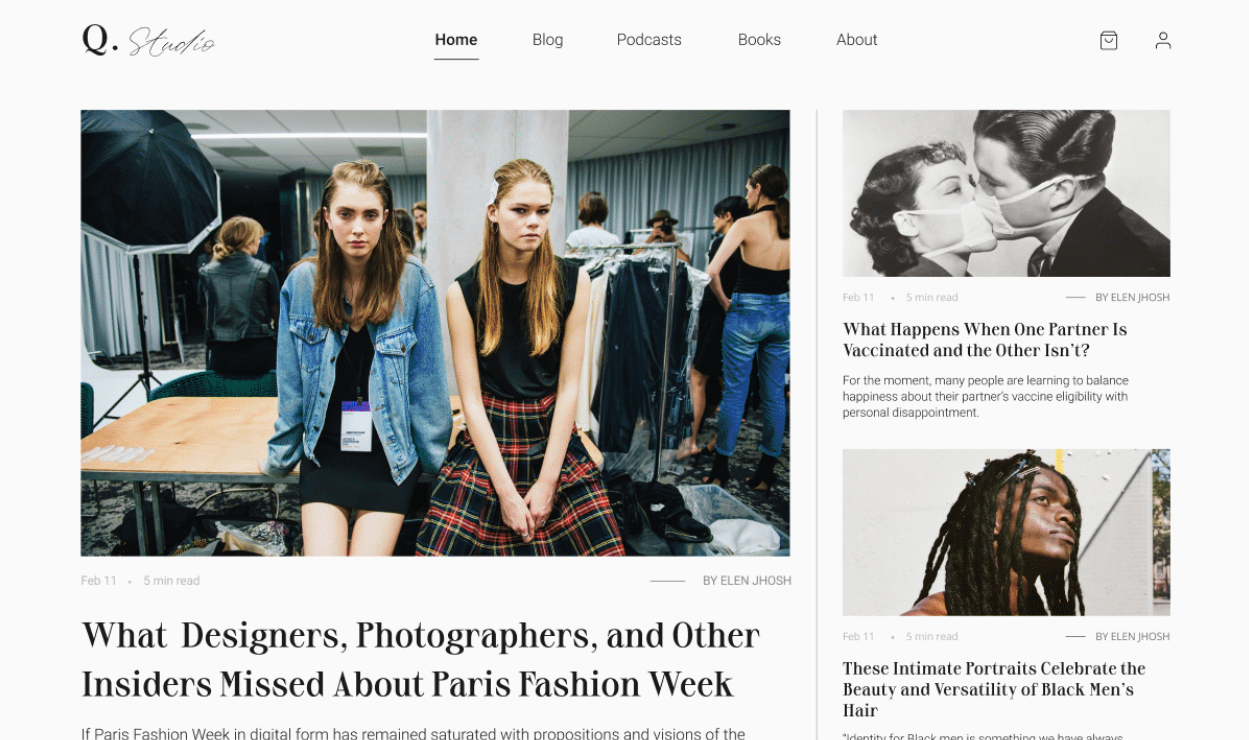 Q. Studio
Home Blog Podcasts Books About
Feb 11 • 5 min read BY ELEN JHOSH
What Designers, Photographers, and Other
Insiders Missed About Paris Fashion Week
If Paris Fashion Week in digital form has remained saturated with propositions and visions of the
Feb 11 • 5 min read BY ELEN JHOSH
What Happens When One Partner Is
Vaccinated and the Other Isn't?
For the moment, many people are learning to balance
happiness about their partner's vaccine eligibility with
personal disappointment.
Feb 11 • 5 min read BY ELEN JHOSH
These Intimate Portraits Celebrate the
Beauty and Versatility of Black Men's
Hair
"Identity for Black men is something we have always